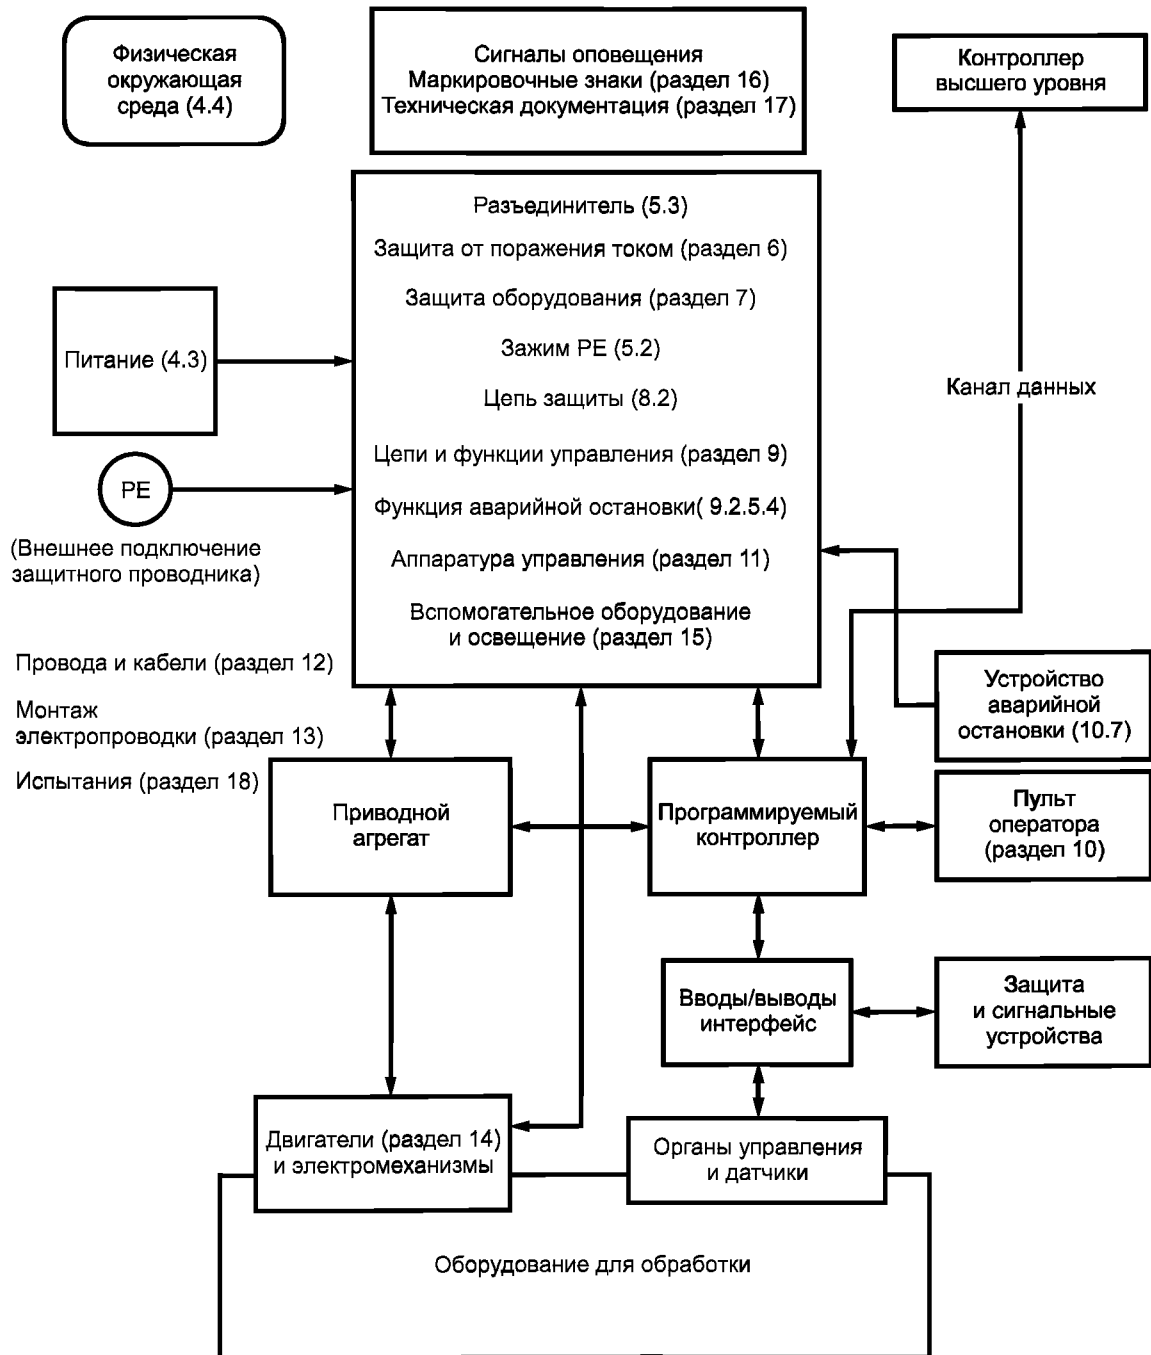 Физическая
окружающая
среда (4.4)
Сигналы оповещения
Маркировочные знаки (раздел 16)
Техническая документация (раздел 17)
Контроллер
высшего уровня
Разъединитель (5.3)
Защита от поражения током (раздел 6)
Защита оборудования (раздел 7)
Зажим PE (5.2)
Цепь защиты (8.2)
Цепи и функции управления (раздел 9)
Функция аварийной остановки( 9.2.5.4)
Аппаратура управления (раздел 11)
Вспомогательное оборудование
и освещение (раздел 15)
Питание (4.3)
PE
(Внешнее подключение
защитного проводника)
Канал данных
Провода и кабели (раздел 12)
Монтаж
электропроводки (раздел 13)
Испытания (раздел 18)
Устройство
аварийной
остановки (10.7)
Приводной
агрегат
Программируемый
контроллер
Пульт
оператора
(раздел 10)
Вводы/выводы
интерфейс
Защита
и сигнальные
устройства
Двигатели (раздел 14)
и электромеханизмы
Органы управления
и датчики
Оборудование для обработки